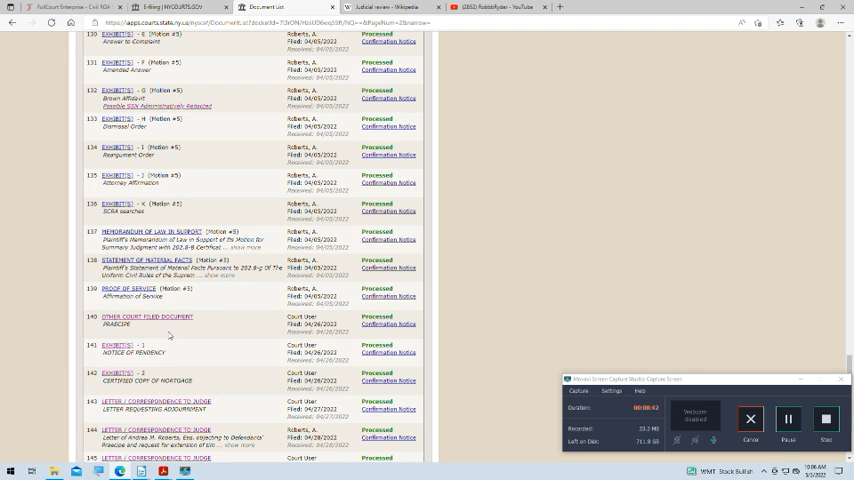 FullCourt Enterprise - Civil ROA
E-filing | NYCOURTS.GOV
Document List
Judicial review - Wikipedia
(2852) RobbbRyder - YouTube
130 EXHIBIT(S) - E (Motion #5) Roberts, A. Processed
Answer to Complaint Filed: 04/05/2022 Confirmation Notice
Received: 04/05/2022
131 EXHIBIT(S) - F (Motion #5) Roberts, A. Processed
Amended Answer Filed: 04/05/2022 Confirmation Notice
Received: 04/05/2022
132 EXHIBIT(S) - G (Motion #5) Roberts, A. Processed
Brown Affidavit Filed: 04/05/2022 Confirmation Notice
Possible SSN Administratively Redacted Received: 04/05/2022
133 EXHIBIT(S) - H (Motion #5) Roberts, A. Processed
Dismissal Order Filed: 04/05/2022 Confirmation Notice
Received: 04/05/2022
134 EXHIBIT(S) - I (Motion #5) Roberts, A. Processed
Reargument Order Filed: 04/05/2022 Confirmation Notice
Received: 04/05/2022
135 EXHIBIT(S) - J (Motion #5) Roberts, A. Processed
Attorney Affirmation Filed: 04/05/2022 Confirmation Notice
Received: 04/05/2022
136 EXHIBIT(S) - K (Motion #5) Roberts, A. Processed
SCRA searches Filed: 04/05/2022 Confirmation Notice
Received: 04/05/2022
137 MEMORANDUM OF LAW IN SUPPORT (Motion #5) Roberts, A. Processed
Plaintiff's Memorandum of Law in Support of Its Motion for Filed: 04/05/2022 Confirmation Notice
Summary Judgment with 202.8-B Certificat ... show more Received: 04/05/2022
138 STATEMENT OF MATERIAL FACTS (Motion #5) Roberts, A. Processed
Plaintiff's Statement of Material Facts Pursuant to 202.8-g Of The Filed: 04/05/2022 Confirmation Notice
Uniform Civil Rules of the Suprem ... show more Received: 04/05/2022
139 PROOF OF SERVICE (Motion #5) Roberts, A. Processed
Affirmation of Service Filed: 04/05/2022 Confirmation Notice
Received: 04/05/2022
140 OTHER COURT FILED DOCUMENT Court User Processed
PRAECIPE Filed: 04/26/2022 Confirmation Notice
Received: 04/26/2022
141 EXHIBIT(S) - 1 Court User Processed
NOTICE OF PENDENCY Filed: 04/26/2022 Confirmation Notice
Received: 04/26/2022
142 EXHIBIT(S) - 2 Court User Processed
CERTIFIED COPY OF MORTGAGE Filed: 04/26/2022 Confirmation Notice
Received: 04/26/2022
143 LETTER / CORRESPONDENCE TO JUDGE Court User Processed
LETTER REQUESTING ADJOURNMENT Filed: 04/27/2022 Confirmation Notice
Received: 04/27/2022
144 LETTER / CORRESPONDENCE TO JUDGE Roberts, A. Processed
Letter of Andrea M. Roberts, Esq. objecting to Defendants' Filed: 04/28/2022 Confirmation Notice
Praecipe and request for extension of tim ... show more Received: 04/28/2022
145 LETTER / CORRESPONDENCE TO JUDGE Court User Processed
Movavi Screen Capture Studio: Capture Screen
Capture Settings Help
Duration: 00:08:42
Recorded: 33.3 MB
Left on Disk: 711.9 GB
Webcam
disabled
Cancel Pause Stop
WMT Stock Bullish
10:06 AM
5/3/2022